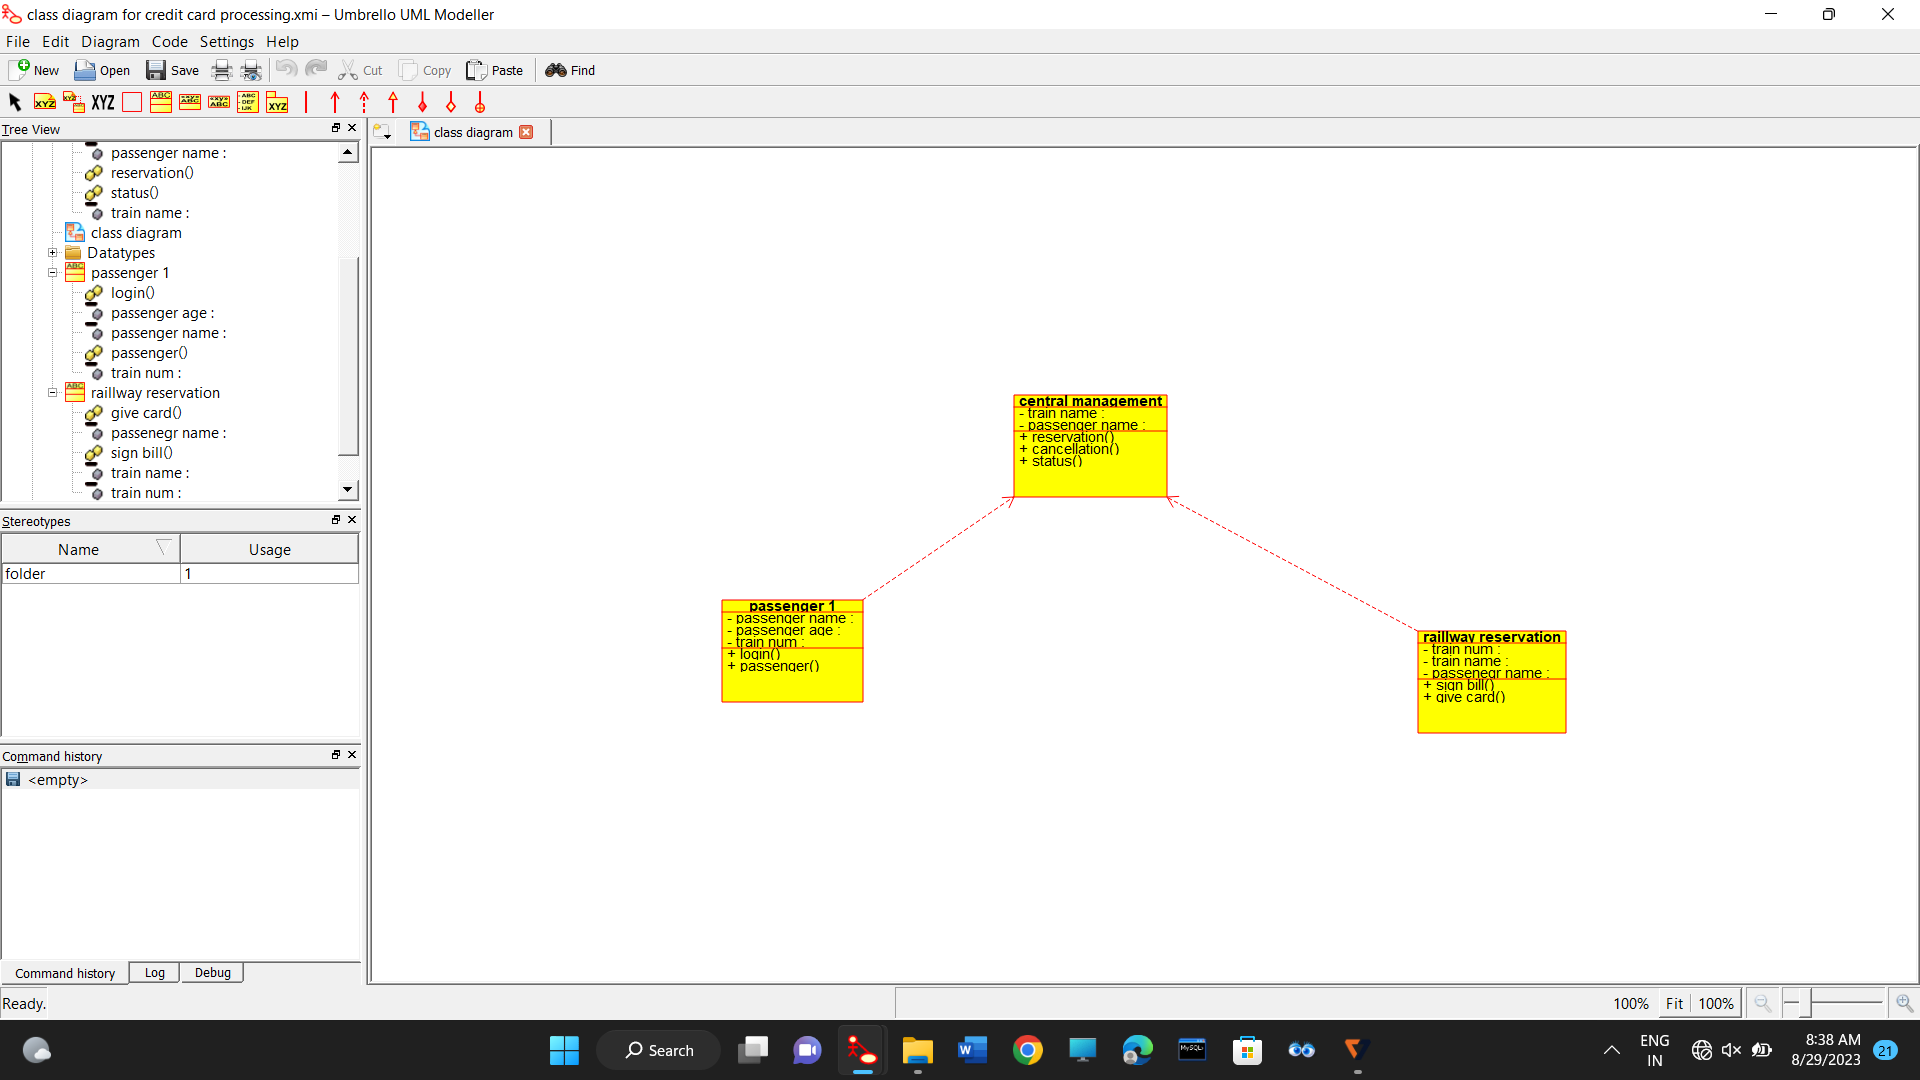 class diagram for credit card processing.xmi – Umbrello UML Modeller
File Edit Diagram Code Settings Help
New Open Save Cut Copy Paste Find
XYZ XYZ XYZ ABC XYZ
Tree View
class diagram
passenger name :
reservation()
status()
train name :
class diagram
Datatypes
passenger 1
login()
passenger age :
passenger name :
passenger()
train num :
raillway reservation
give card()
passenegr name :
sign bill()
train name :
train num :
Stereotypes
Name Usage
folder 1
Command history
<empty>
Command history Log Debug
central management
- train name :
- passenger name :
+ reservation()
+ cancellation()
+ status()
passenger 1
- passenger name :
- passenger age :
- train num :
+ login()
+ passenger()
raillway reservation
- train num :
- train name :
- passenegr name :
+ sign bill()
+ give card()
Ready.
100% Fit 100%
Search
ENG
IN
8:38 AM
8/29/2023
21